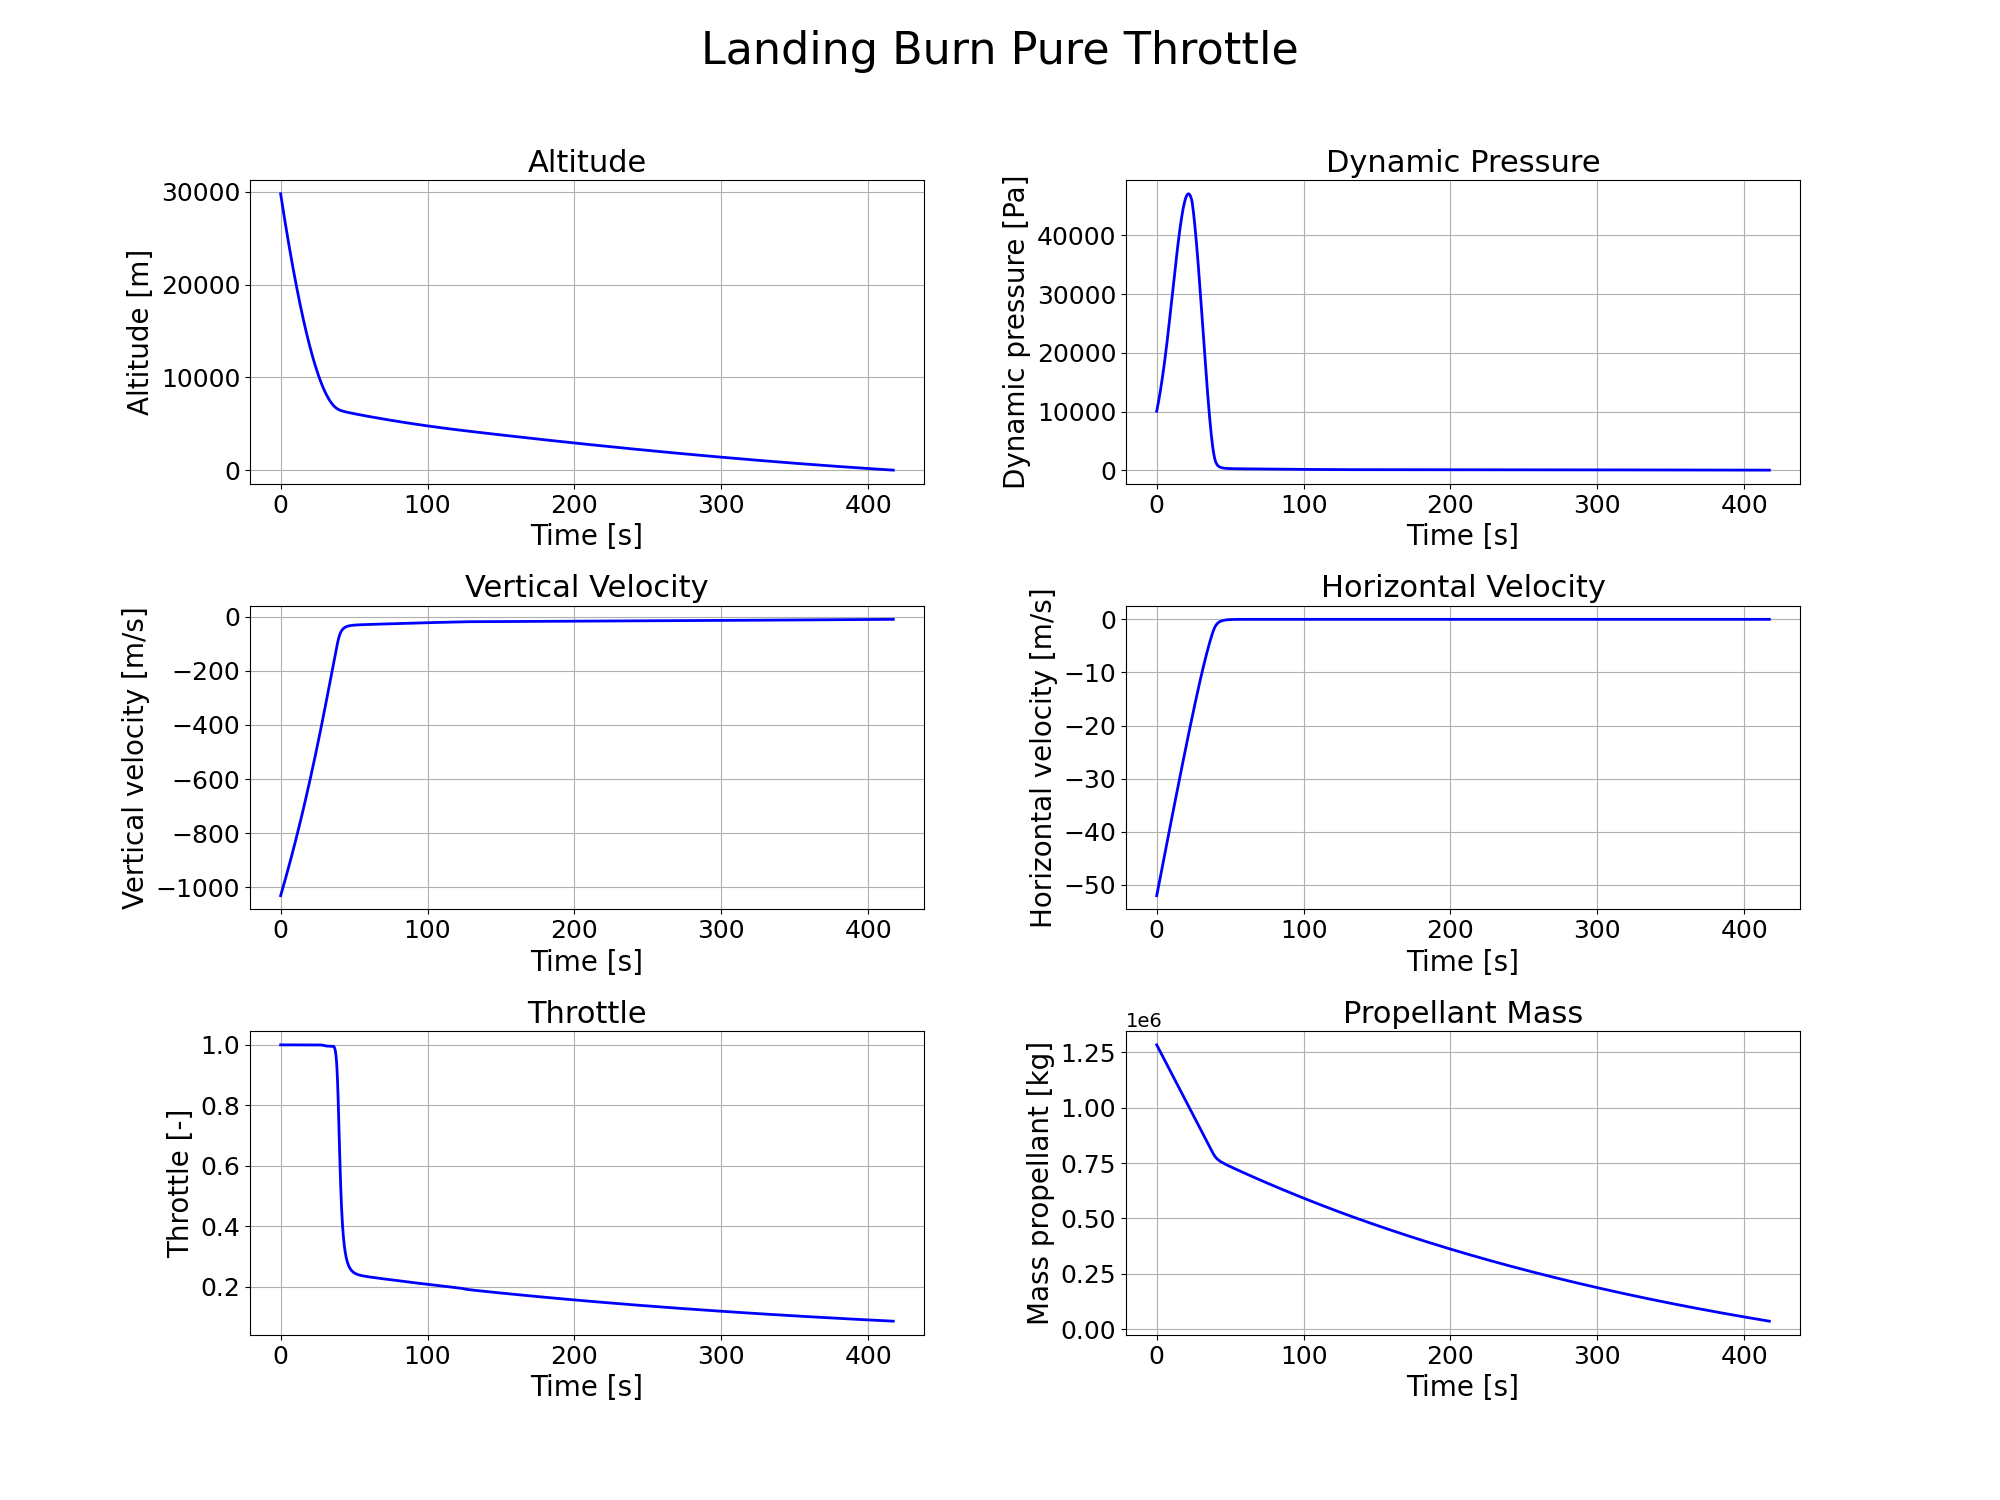 Landing Burn Pure Throttle
Altitude
Altitude [m]
30000
20000
10000
0
0 100 200 300 400
Time [s]
Dynamic Pressure
Dynamic pressure [Pa]
40000
30000
20000
10000
0
0 100 200 300 400
Time [s]
Vertical Velocity
Vertical velocity [m/s]
0
−200
−400
−600
−800
−1000
0 100 200 300 400
Time [s]
Horizontal Velocity
Horizontal velocity [m/s]
0
−10
−20
−30
−40
−50
0 100 200 300 400
Time [s]
Throttle
Throttle [-]
1.0
0.8
0.6
0.4
0.2
0 100 200 300 400
Time [s]
Propellant Mass
1e6
Mass propellant [kg]
1.25
1.00
0.75
0.50
0.25
0.00
0 100 200 300 400
Time [s]